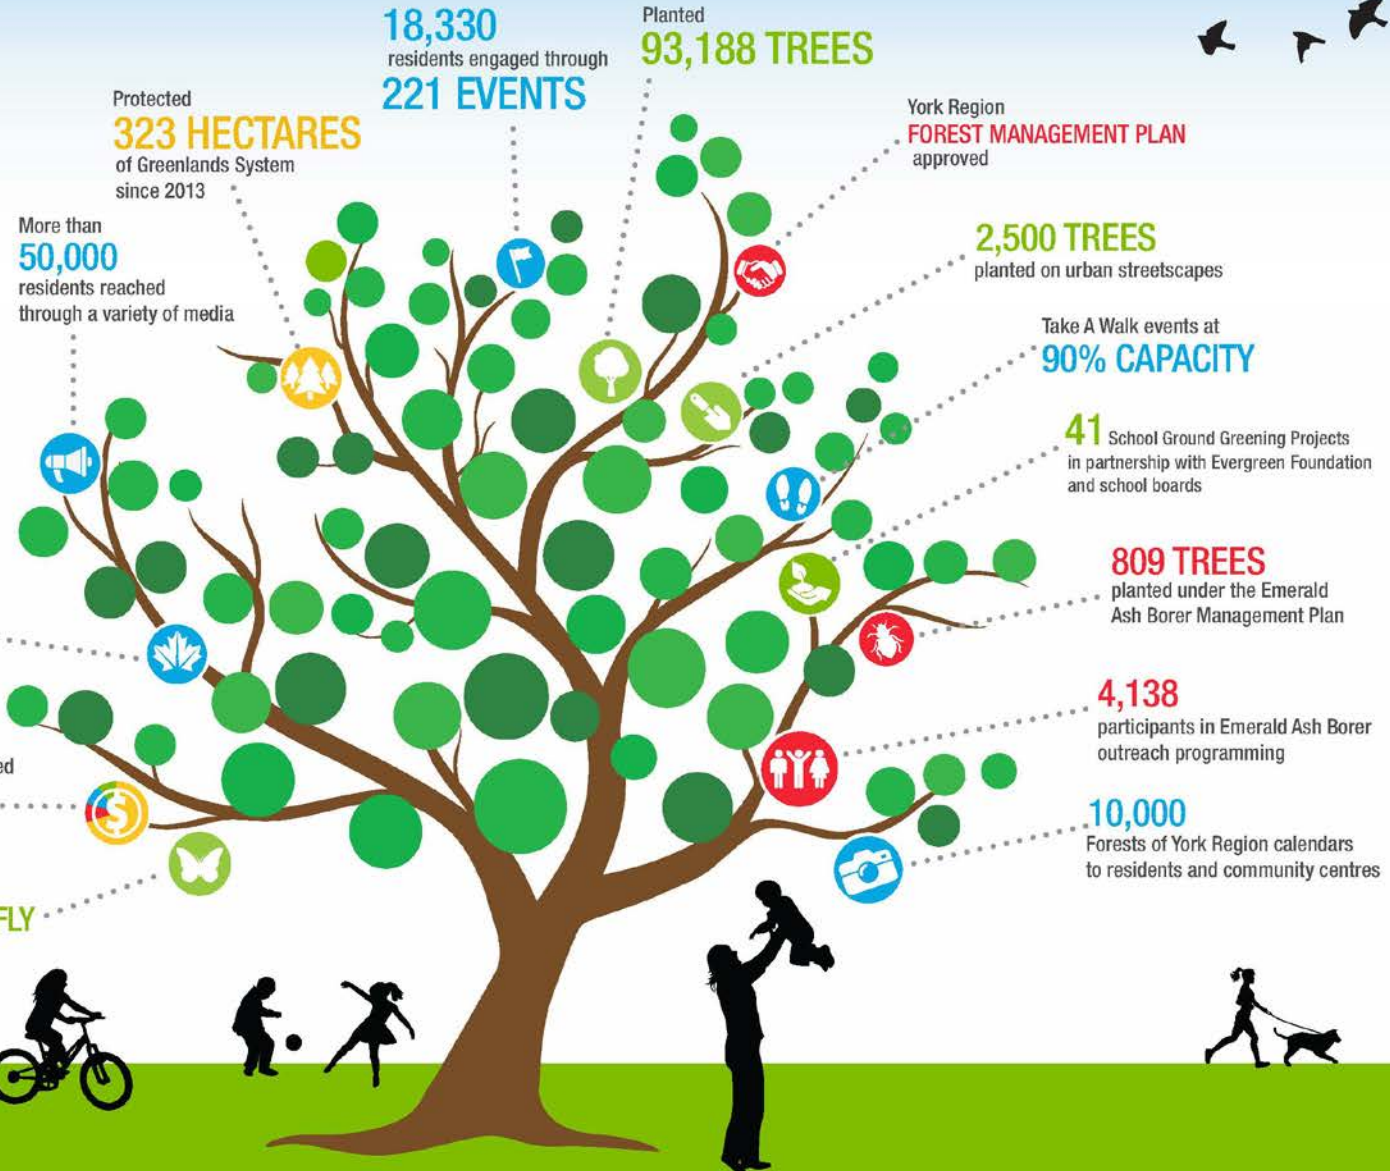 18,330
residents engaged through
221 EVENTS
Planted
93,188 TREES
Protected
323 HECTARES
of Greenlands System
since 2013
York Region
FOREST MANAGEMENT PLAN
approved
More than
50,000
residents reached
through a variety of media
2,500 TREES
planted on urban streetscapes
Take A Walk events at
90% CAPACITY
41 School Ground Greening Projects
in partnership with Evergreen Foundation
and school boards
809 TREES
planted under the Emerald
Ash Borer Management Plan
4,138
participants in Emerald Ash Borer
outreach programming
$
10,000
Forests of York Region calendars
to residents and community centres